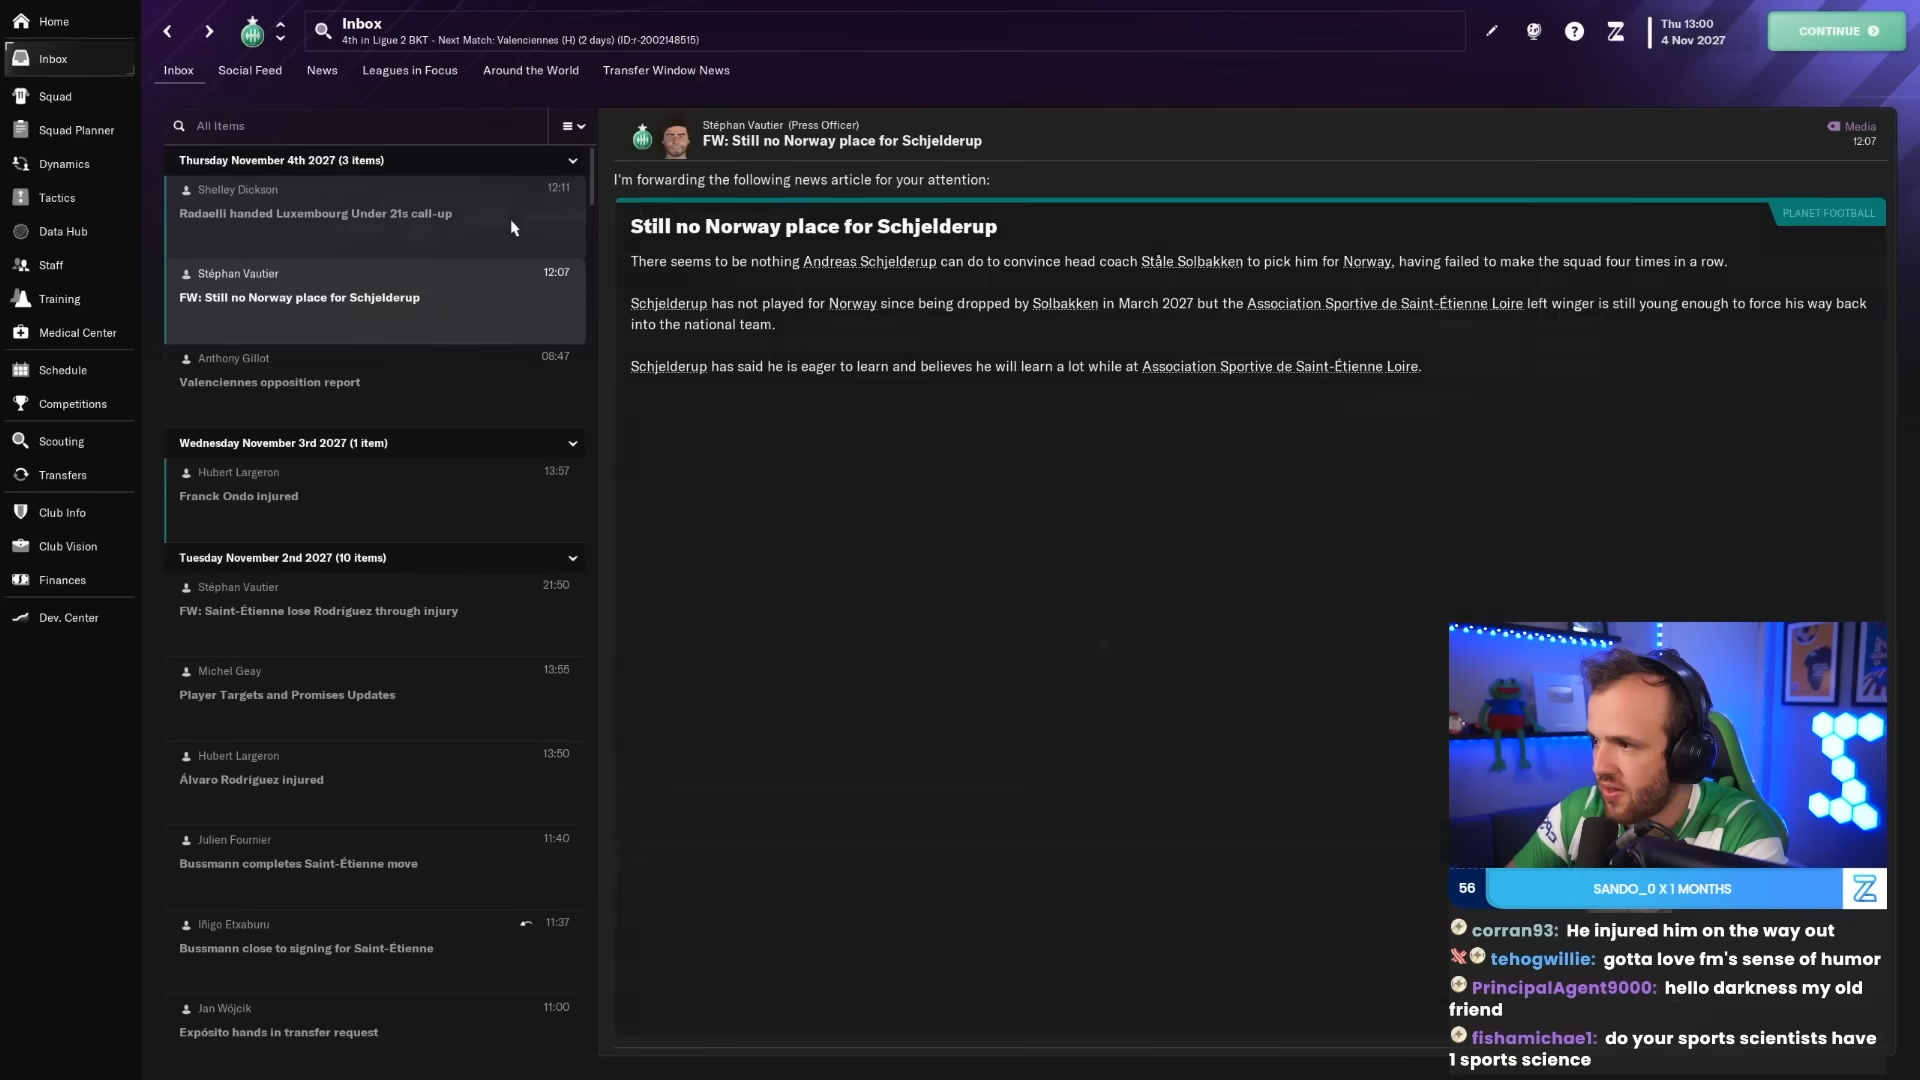 Home
Inbox
Squad
Squad Planner
Dynamics
Tactics
Data Hub
Staff
Training
Medical Center
Schedule
Competitions
Scouting
Transfers
Club Info
Club Vision
Finances
Dev. Center
Inbox
4th in Ligue 2 BKT - Next Match: Valenciennes (H) (2 days) (ID:r-2002148515)
Thu 13:00
4 Nov 2027
CONTINUE
Inbox
Social Feed
News
Leagues in Focus
Around the World
Transfer Window News
All Items
Thursday November 4th 2027 (3 items)
Shelley Dickson 12:11
Radaelli handed Luxembourg Under 21s call-up
Stéphan Vautier 12:07
FW: Still no Norway place for Schjelderup
Anthony Gillot 08:47
Valenciennes opposition report
Wednesday November 3rd 2027 (1 item)
Hubert Largeron 13:57
Franck Ondo injured
Tuesday November 2nd 2027 (10 items)
Stéphan Vautier 21:50
FW: Saint-Étienne lose Rodríguez through injury
Michel Geay 13:55
Player Targets and Promises Updates
Hubert Largeron 13:50
Álvaro Rodríguez injured
Julien Fournier 11:40
Bussmann completes Saint-Étienne move
Iñigo Etxaburu 11:37
Bussmann close to signing for Saint-Étienne
Jan Wójcik 11:00
Expósito hands in transfer request
Stéphan Vautier (Press Officer)
FW: Still no Norway place for Schjelderup
Media
12:07
I'm forwarding the following news article for your attention:
PLANET FOOTBALL
Still no Norway place for Schjelderup
There seems to be nothing Andreas Schjelderup can do to convince head coach Ståle Solbakken to pick him for Norway, having failed to make the squad four times in a row.
Schjelderup has not played for Norway since being dropped by Solbakken in March 2027 but the Association Sportive de Saint-Étienne Loire left winger is still young enough to force his way back
into the national team.
Schjelderup has said he is eager to learn and believes he will learn a lot while at Association Sportive de Saint-Étienne Loire.
56 SANDO_0 X 1 MONTHS
corran93: He injured him on the way out
tehogwillie: gotta love fm's sense of humor
PrincipalAgent9000: hello darkness my old
friend
fishamichae1: do your sports scientists have
1 sports science